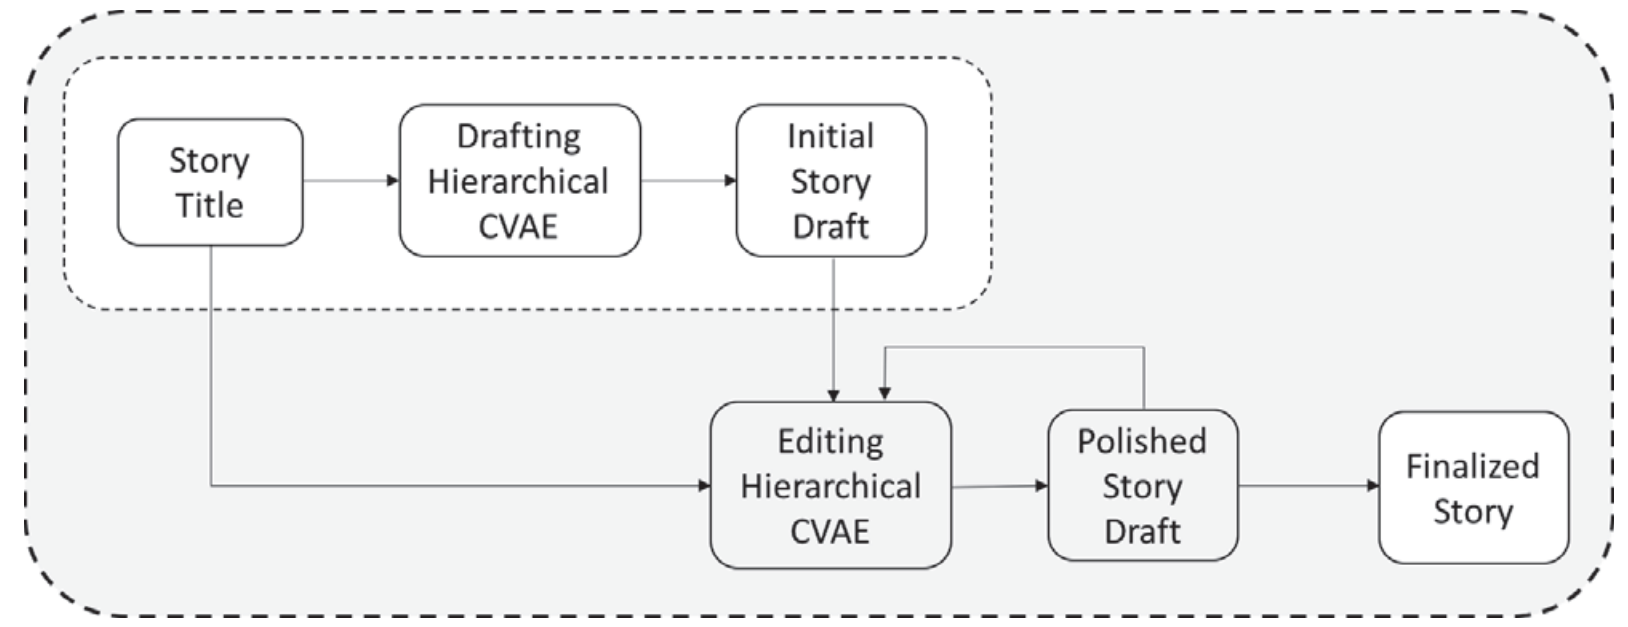 Story
Title
Drafting
Hierarchical
CVAE
Initial
Story
Draft
Editing
Hierarchical
CVAE
Polished
Story
Draft
Finalized
Story